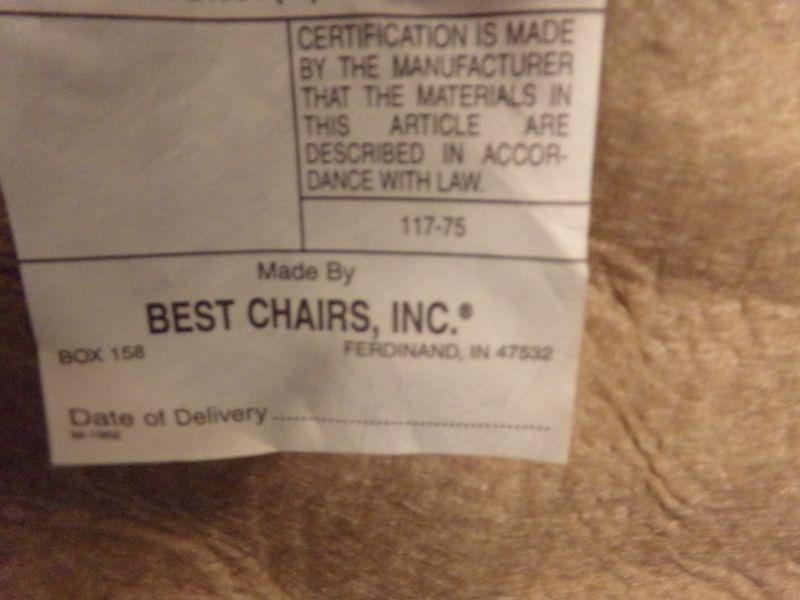 CERTIFICATION IS MADE
BY THE MANUFACTURER
THAT THE MATERIALS IN
THIS ARTICLE ARE
DESCRIBED IN ACCOR-
DANCE WITH LAW.
117-75
Made By
BEST CHAIRS, INC.®
BOX 158 FERDINAND, IN 47532
Date of Delivery................................................